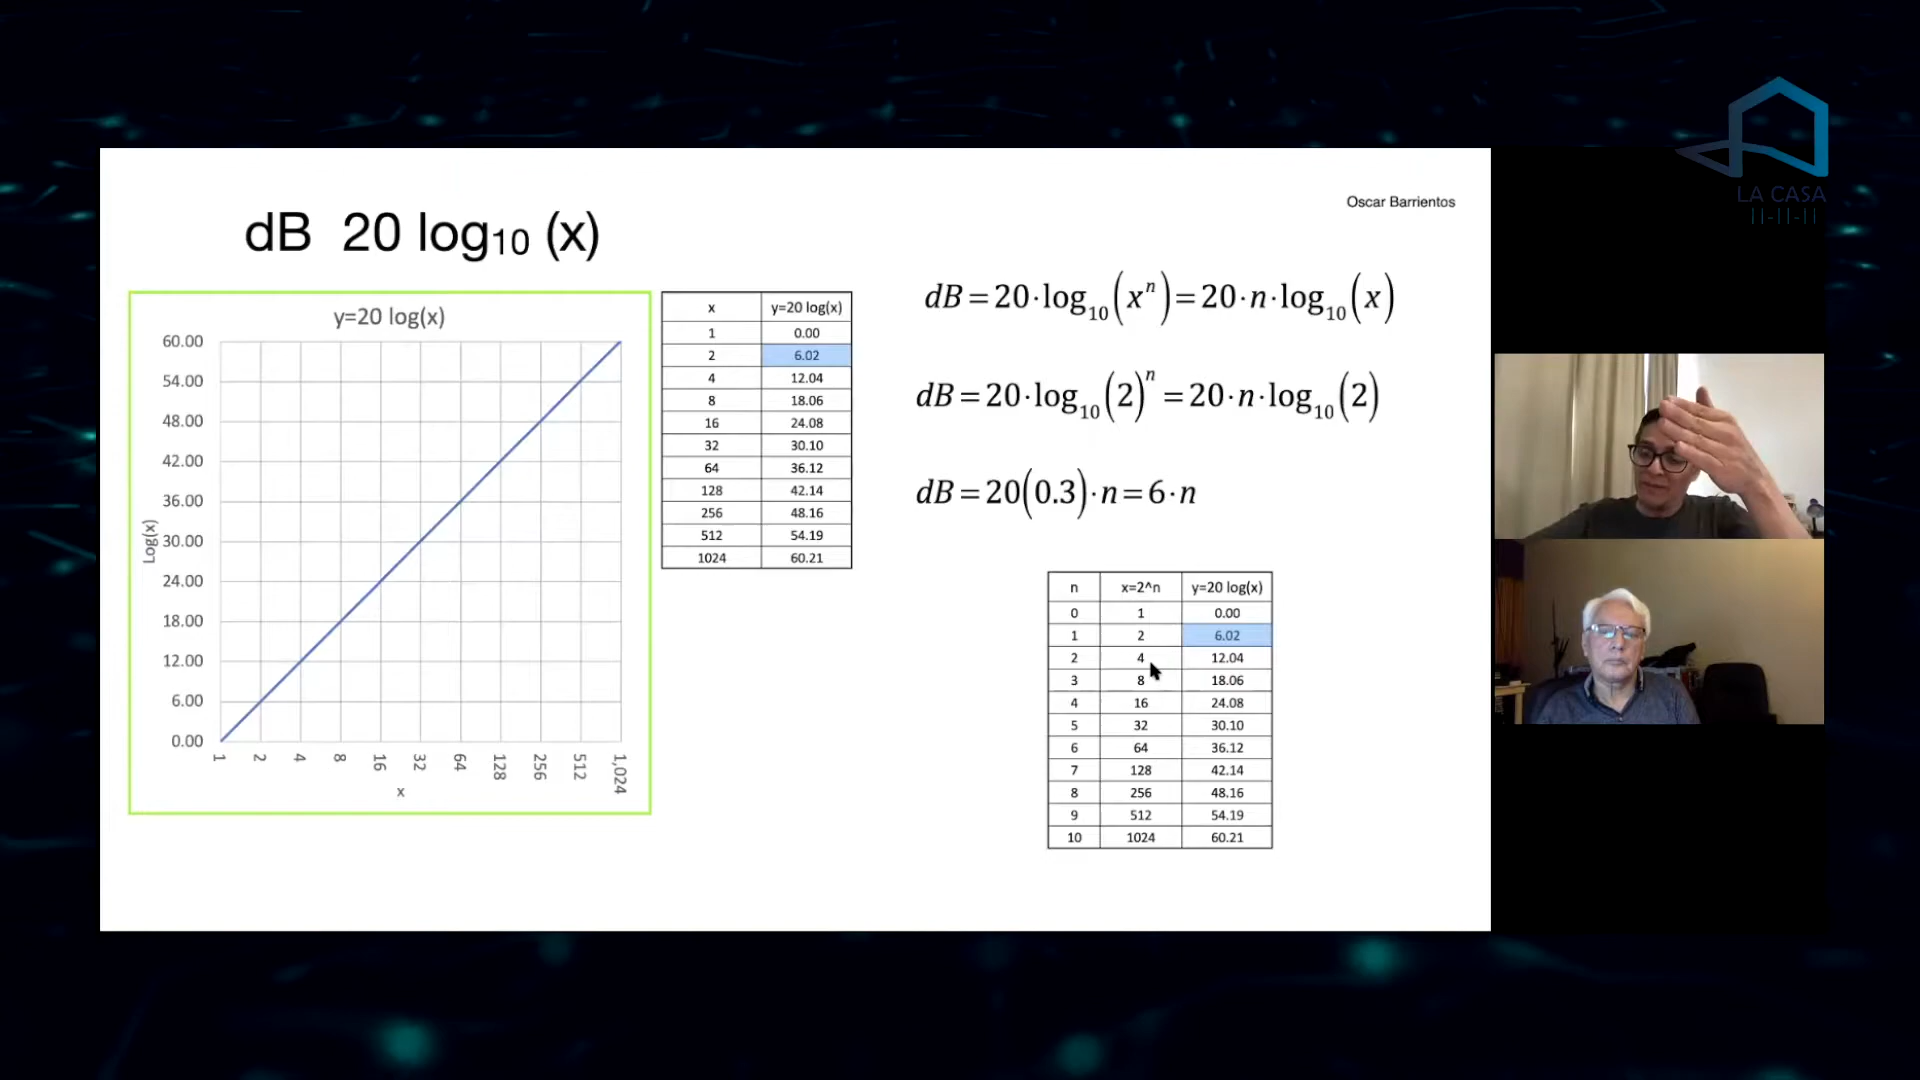 LA CASA
Oscar Barrientos
dB 20 log₁₀ (x)
y=20 log(x)
60.00
54.00
48.00
42.00
36.00
30.00
24.00
18.00
12.00
6.00
0.00
Log(x)
1 2 4 8 16 32 64 128 256 512 1,024
x
x y=20 log(x)
1 0.00
2 6.02
4 12.04
8 18.06
16 24.08
32 30.10
64 36.12
128 42.14
256 48.16
512 54.19
1024 60.21
dB = 20·log₁₀(xⁿ) = 20·n·log₁₀(x)
dB = 20·log₁₀(2)ⁿ = 20·n·log₁₀(2)
dB = 20(0.3)·n = 6·n
n x=2^n y=20 log(x)
0 1 0.00
1 2 6.02
2 4 12.04
3 8 18.06
4 16 24.08
5 32 30.10
6 64 36.12
7 128 42.14
8 256 48.16
9 512 54.19
10 1024 60.21